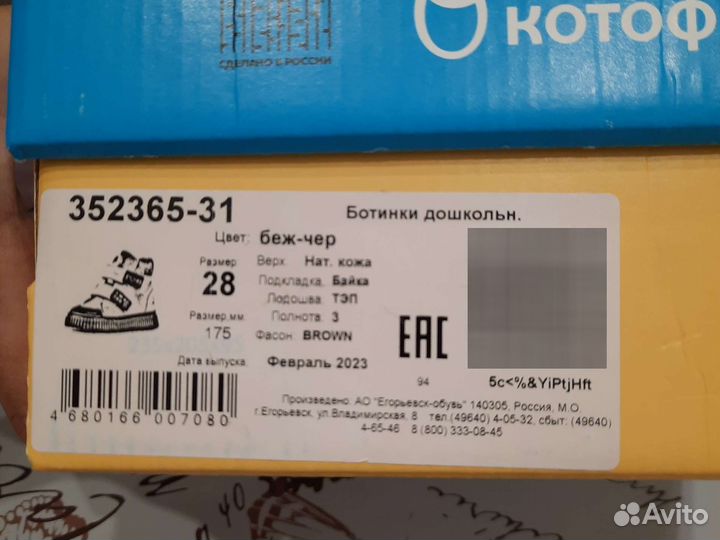 СДЕЛАНО В РОССИИ
КОТОФ
352365-31
Ботинки дошкольн.
Цвет: беж-чер
Размер
28
Размер,мм.
175
Верх. Нат. кожа
Подкладка. Байка
Подошва: ТЭП
Полнота. 3
Фасон: BROWN
Дата выпуска. Февраль 2023
EAC
94
5c<%&YiPtjHft
4 680166 007080
Произведено. АО "Егорьевск-обувь" 140305, Россия, М.О.
г.Егорьевск, ул.Владимирская, 8 тел.(49640) 4-05-32, сбыт: (49640)
4-65-46 8 (800) 333-08-45
40
Avito